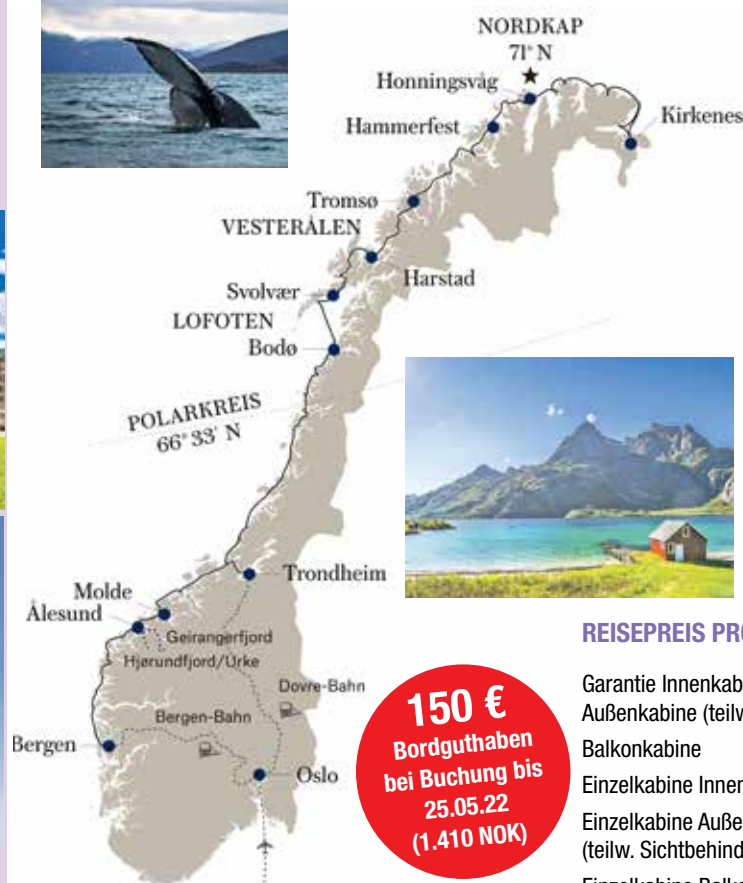 NORDKAP
71° N
Honningsvåg
Hammerfest
Kirkenes
Tromsø
VESTERÅLEN
Harstad
Svolvær
LOFOTEN
Bodø
POLARKREIS
66° 33' N
Trondheim
Molde
Ålesund
Geirangerfjord
Hjørundfjord/Urke
Dovre-Bahn
Bergen-Bahn
Bergen
Oslo
150 €
Bordguthaben
bei Buchung bis
25.05.22
(1.410 NOK)
REISEPREIS PRO
Garantie Innenkab
Außenkabine (teilw
Balkonkabine
Einzelkabine Innen
Einzelkabine Auße
(teilw. Sichtbehind